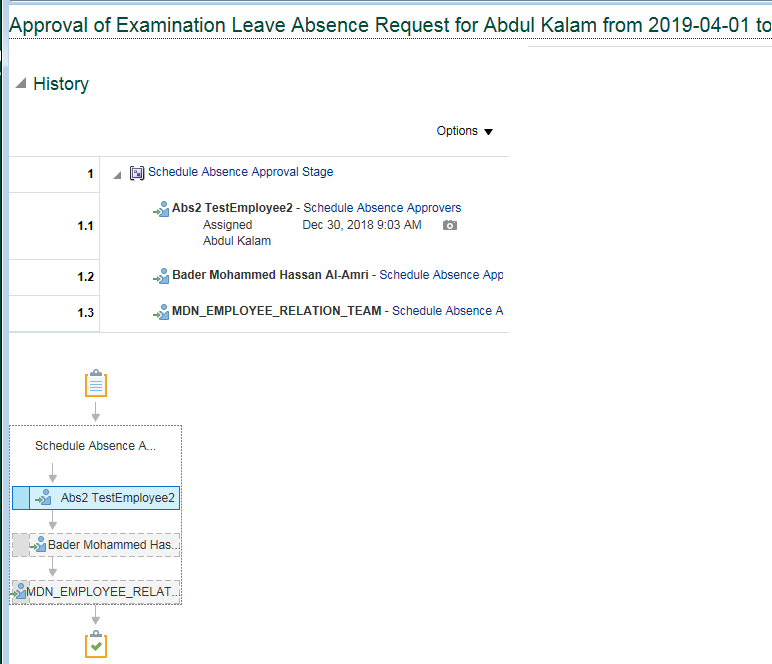 Approval of Examination Leave Absence Request for Abdul Kalam from 2019-04-01 to
History
Options
1 Schedule Absence Approval Stage
1.1 Abs2 TestEmployee2 - Schedule Absence Approvers
Assigned Dec 30, 2018 9:03 AM
Abdul Kalam
1.2 Bader Mohammed Hassan Al-Amri - Schedule Absence App
1.3 MDN_EMPLOYEE_RELATION_TEAM - Schedule Absence A
Schedule Absence A...
Abs2 TestEmployee2
Bader Mohammed Has...
MDN_EMPLOYEE_RELAT...